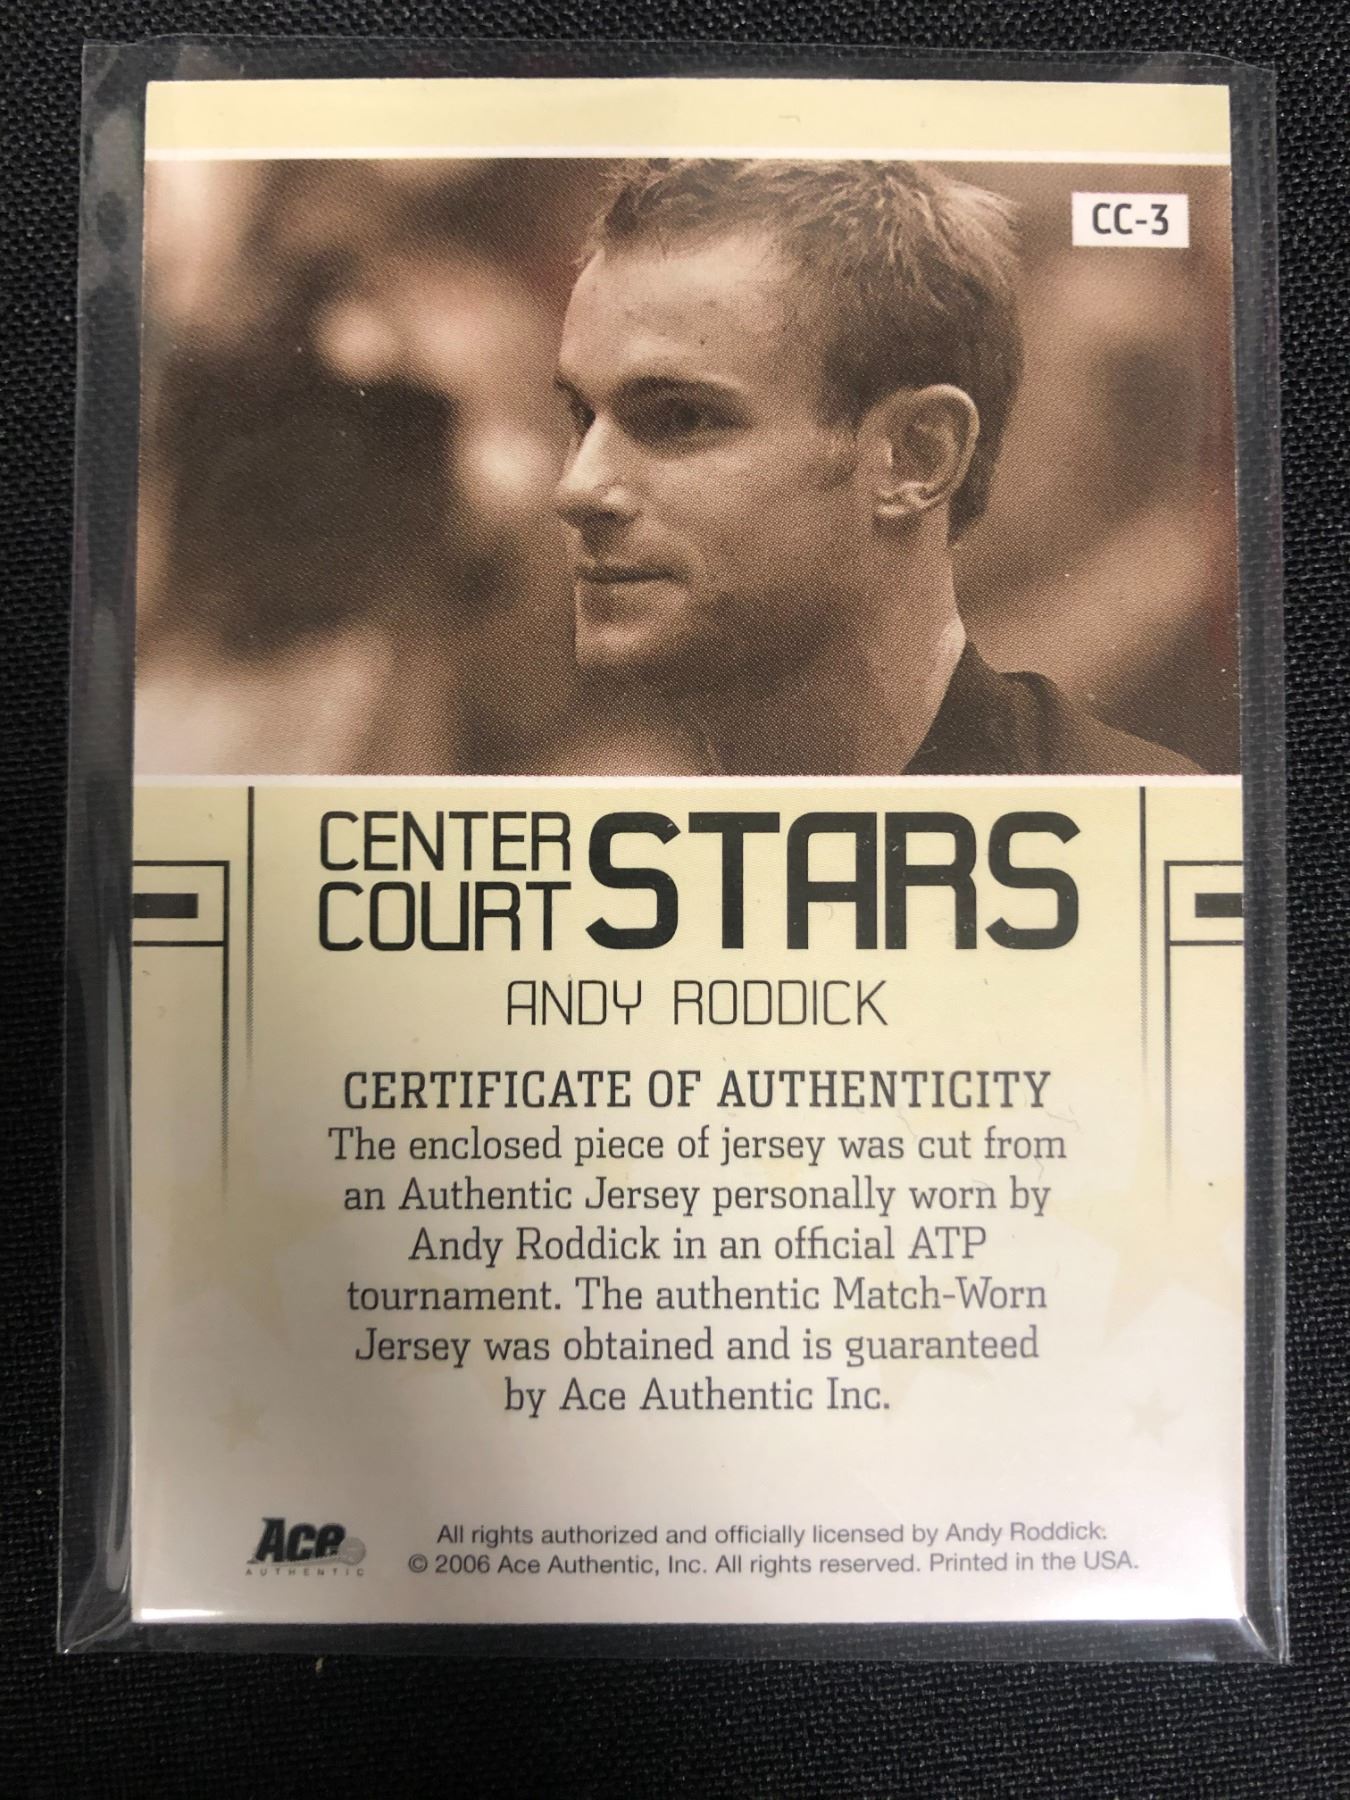 CC-3
CENTER
COURT STARS
ANDY RODDICK
CERTIFICATE OF AUTHENTICITY
The enclosed piece of jersey was cut from
an Authentic Jersey personally worn by
Andy Roddick in an official ATP
tournament. The authentic Match-Worn
Jersey was obtained and is guaranteed
by Ace Authentic Inc.
Ace
AUTHENTIC
All rights authorized and officially licensed by Andy Roddick.
© 2006 Ace Authentic, Inc. All rights reserved. Printed in the USA.